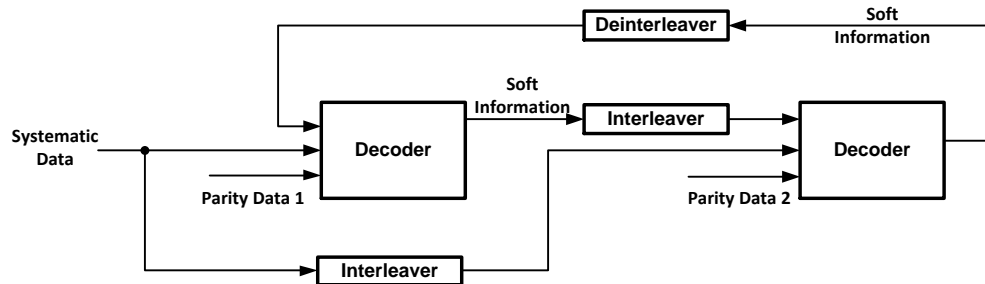 Deinterleaver
Soft
Information
Soft
Information
Interleaver
Systematic
Data
Decoder
Decoder
Parity Data 1
Parity Data 2
Interleaver